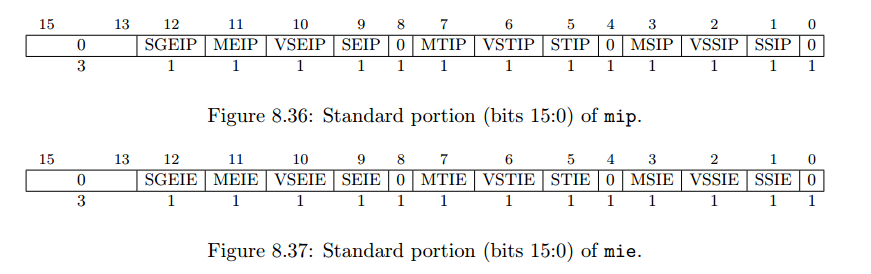 15 13 12 11 10 9 8 7 6 5 4 3 2 1 0
0 SGEIP MEIP VSEIP SEIP 0 MTIP VSTIP STIP 0 MSIP VSSIP SSIP 0
3 1 1 1 1 1 1 1 1 1 1 1 1 1
Figure 8.36: Standard portion (bits 15:0) of mip.
15 13 12 11 10 9 8 7 6 5 4 3 2 1 0
0 SGEIE MEIE VSEIE SEIE 0 MTIE VSTIE STIE 0 MSIE VSSIE SSIE 0
3 1 1 1 1 1 1 1 1 1 1 1 1 1
Figure 8.37: Standard portion (bits 15:0) of mie.